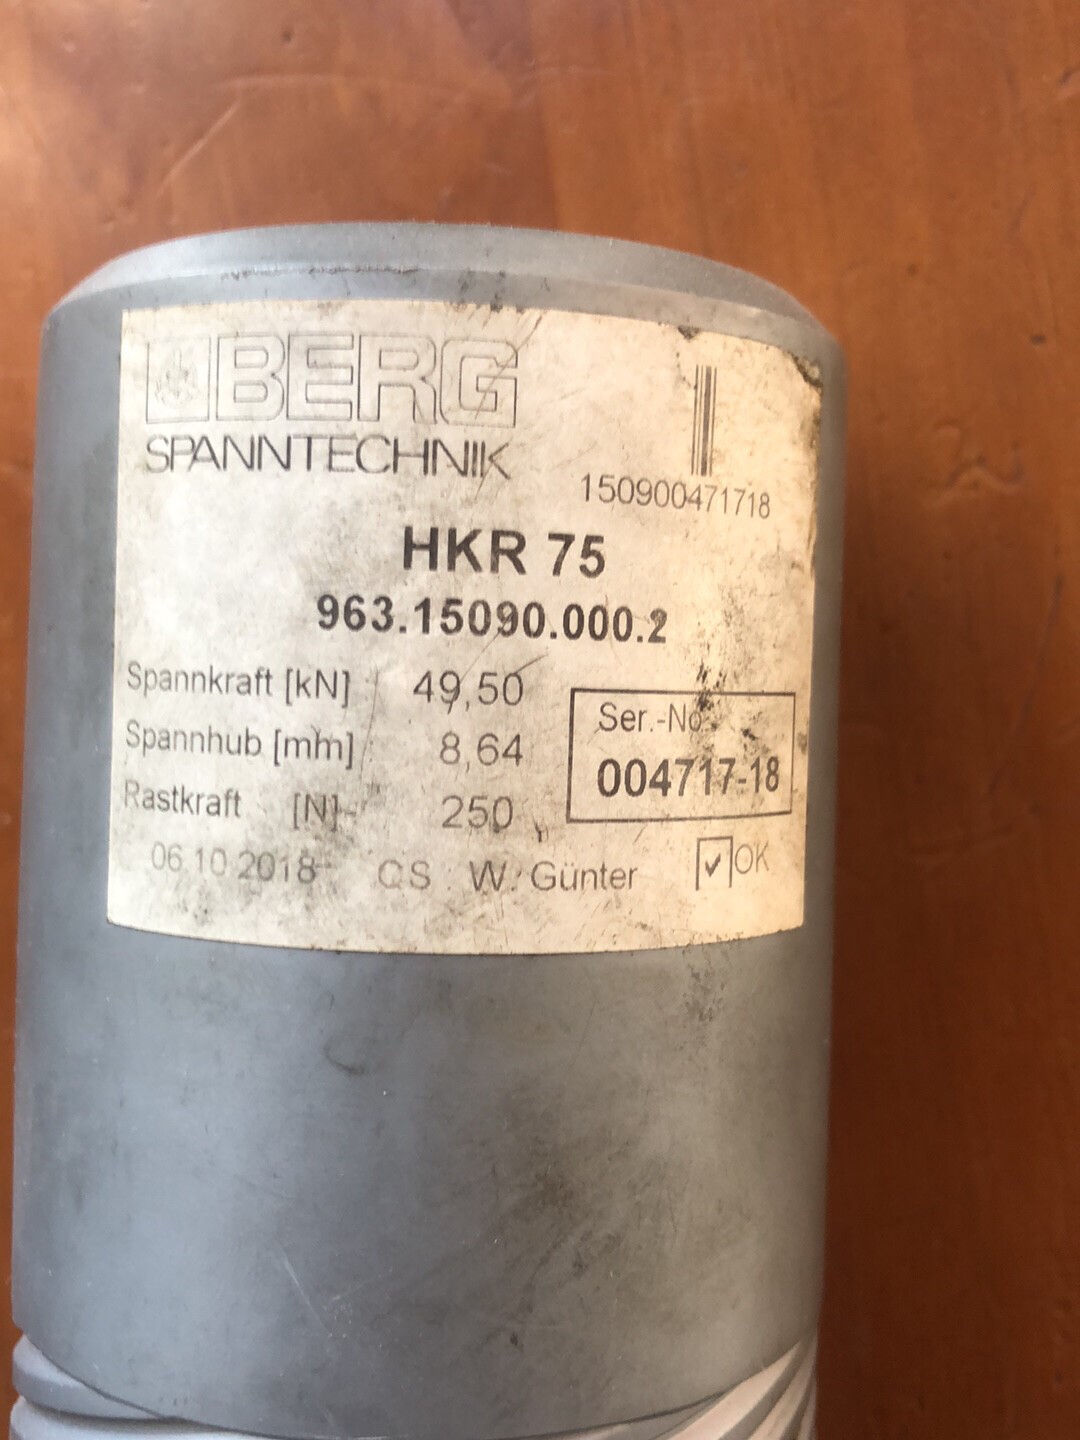 BERG
SPANNTECHNIK
150900471718
HKR 75
963.15090.000.2
Spannkraft [kN] 49,50
Spannhub [mm] 8,64
Rastkraft [N] 250
Ser.-No.
004717-18
06.10.2018 QS : W. Günter OK